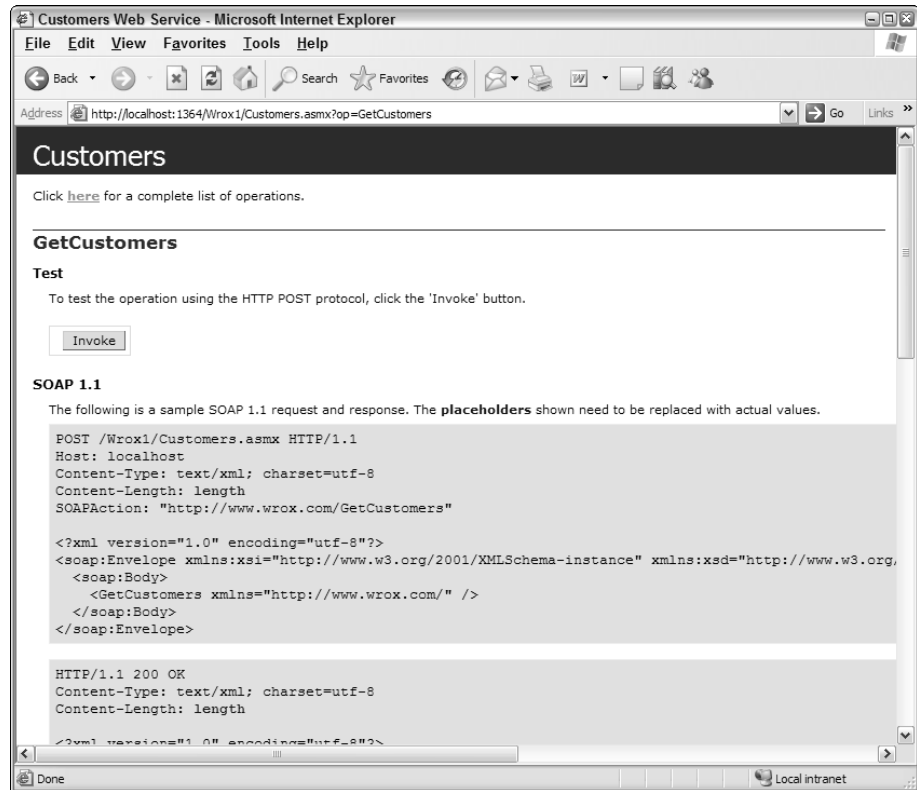 Customers Web Service - Microsoft Internet Explorer
File Edit View Favorites Tools Help
Back Search Favorites W
Address http://localhost:1364/Wrox1/Customers.asmx?op=GetCustomers Go Links »
Customers
Click here for a complete list of operations.
GetCustomers
Test
To test the operation using the HTTP POST protocol, click the 'Invoke' button.
Invoke
SOAP 1.1
The following is a sample SOAP 1.1 request and response. The placeholders shown need to be replaced with actual values.
POST /Wrox1/Customers.asmx HTTP/1.1
Host: localhost
Content-Type: text/xml; charset=utf-8
Content-Length: length
SOAPAction: "http://www.wrox.com/GetCustomers"
<?xml version="1.0" encoding="utf-8"?>
<soap:Envelope xmlns:xsi="http://www.w3.org/2001/XMLSchema-instance" xmlns:xsd="http://www.w3.org/
<soap:Body>
<GetCustomers xmlns="http://www.wrox.com/" />
</soap:Body>
</soap:Envelope>
HTTP/1.1 200 OK
Content-Type: text/xml; charset=utf-8
Content-Length: length
<?xml version="1.0" encoding="utf-8"?>
Done Local intranet